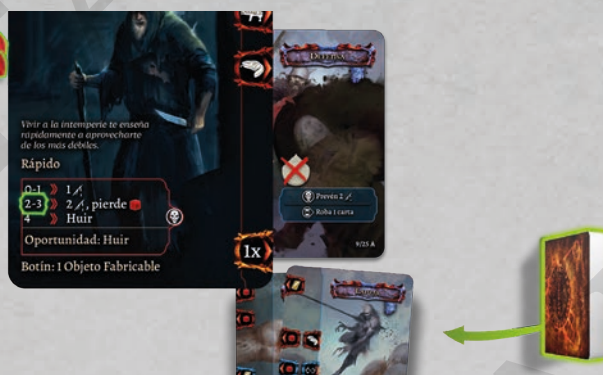 Vivir a la intemperie te enseña
rápidamente a aprovecharte
de los más débiles.
Rápido
0-1 1
2-3 2 , pierde
4 Huir
Oportunidad: Huir
Botín: 1 Objeto Fabricable
1x
Defensa
Prevén 2
Roba 1 carta
9/25 A